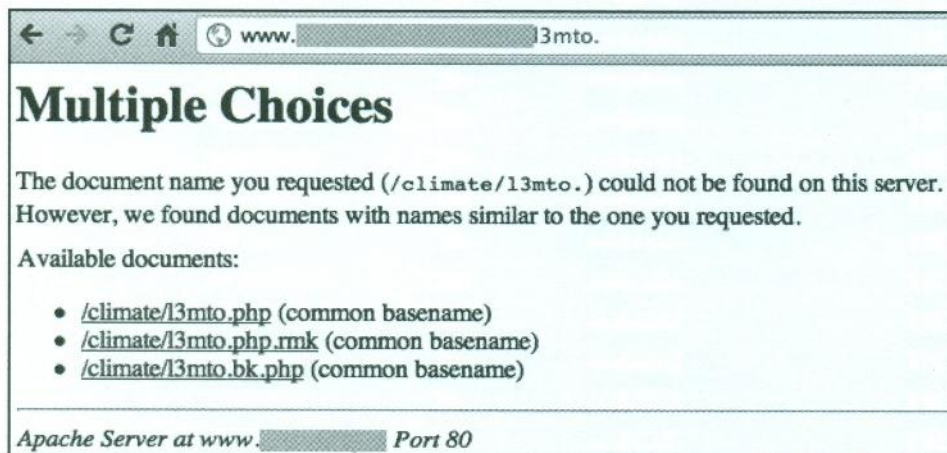 www. l3mto.
Multiple Choices
The document name you requested (/climate/l3mto.) could not be found on this server.
However, we found documents with names similar to the one you requested.
Available documents:
• /climate/l3mto.php (common basename)
• /climate/l3mto.php.rmk (common basename)
• /climate/l3mto.bk.php (common basename)
Apache Server at www. Port 80